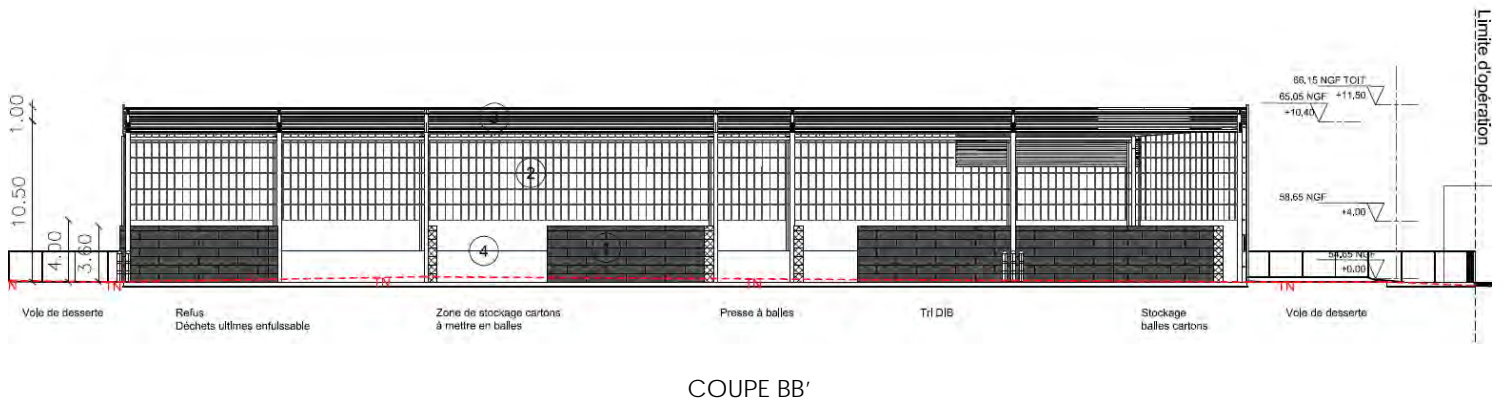 Limite d'opération
66,15 NGF TOIT
+11,50
65,05 NGF
+10,40
1.00
10.50
4.00
3.60
3
2
4
1
58,65 NGF
+4,00
54,65 NGF
+0.00
TN
TN
TN
TN
Voie de desserte
Refus
Déchets ultimes enfuissable
Zone de stockage cartons
à mettre en balles
Presse à balles
Tri DIB
Stockage
balles cartons
Voie de desserte
COUPE BB'